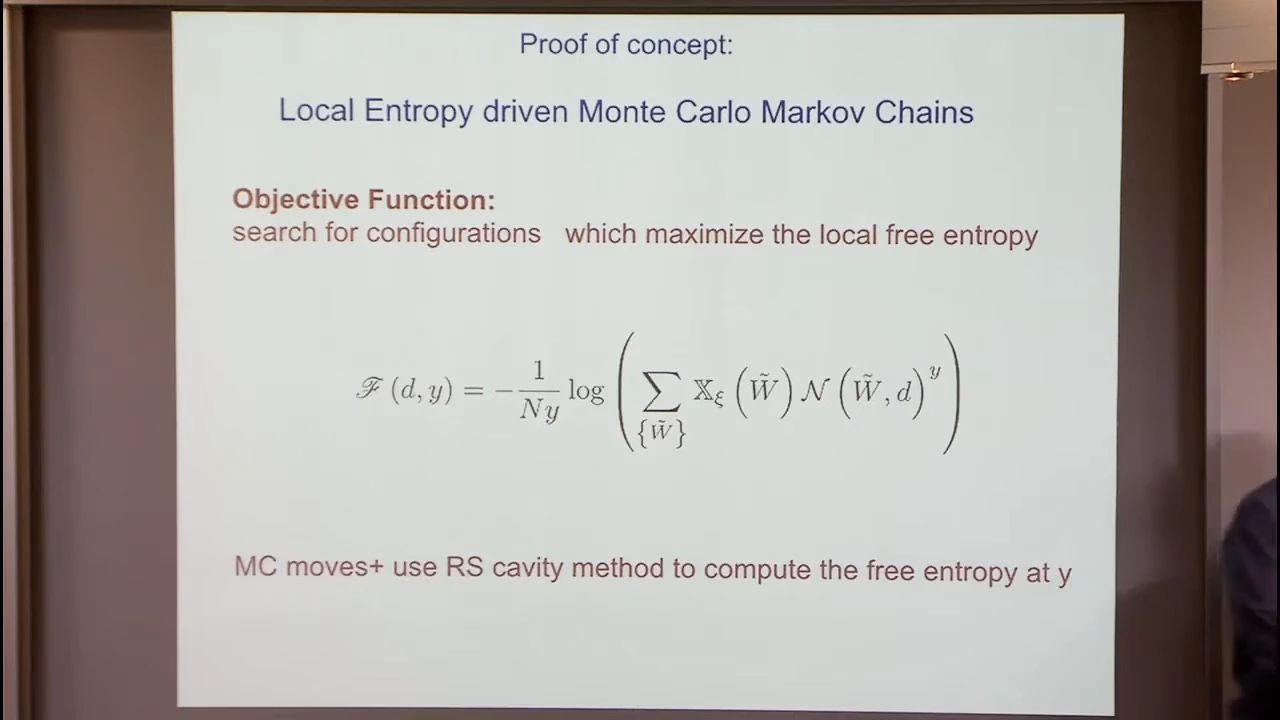 Proof of concept:
Local Entropy driven Monte Carlo Markov Chains
Objective Function:
search for configurations which maximize the local free entropy
ℱ (d, y) = −\frac{1}{Ny} log ( ∑_{\{W̃\}} 𝕏_ξ (W̃) 𝒩 (W̃, d)^y )
MC moves+ use RS cavity method to compute the free entropy at y